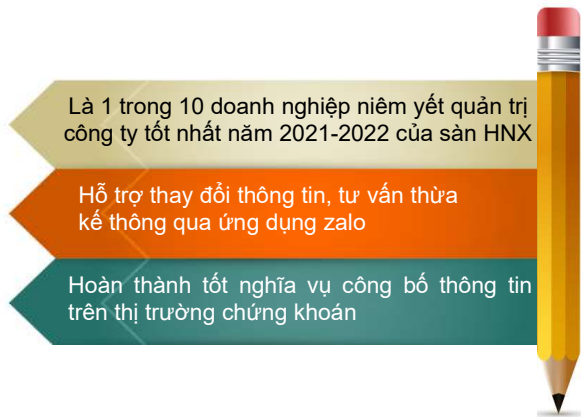 Là 1 trong 10 doanh nghiệp niêm yết quản trị
công ty tốt nhất năm 2021-2022 của sàn HNX
Hỗ trợ thay đổi thông tin, tư vấn thừa
kế thông qua ứng dụng zalo
Hoàn thành tốt nghĩa vụ công bố thông tin
trên thị trường chứng khoán